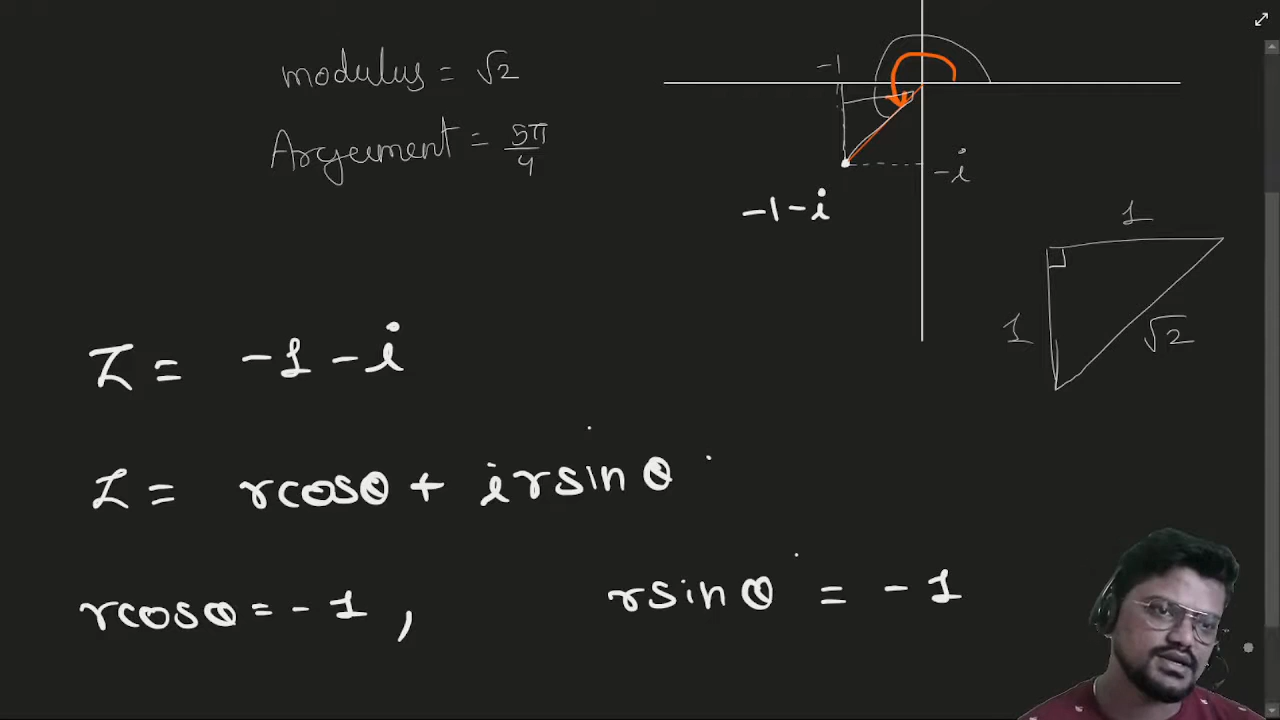 modulus = √2
Argument = 5π/4
-1
-i
-1-i
1
1
√2
Z = -1-i
Z = rcosθ + irsinθ
rcosθ = -1, rsinθ = -1